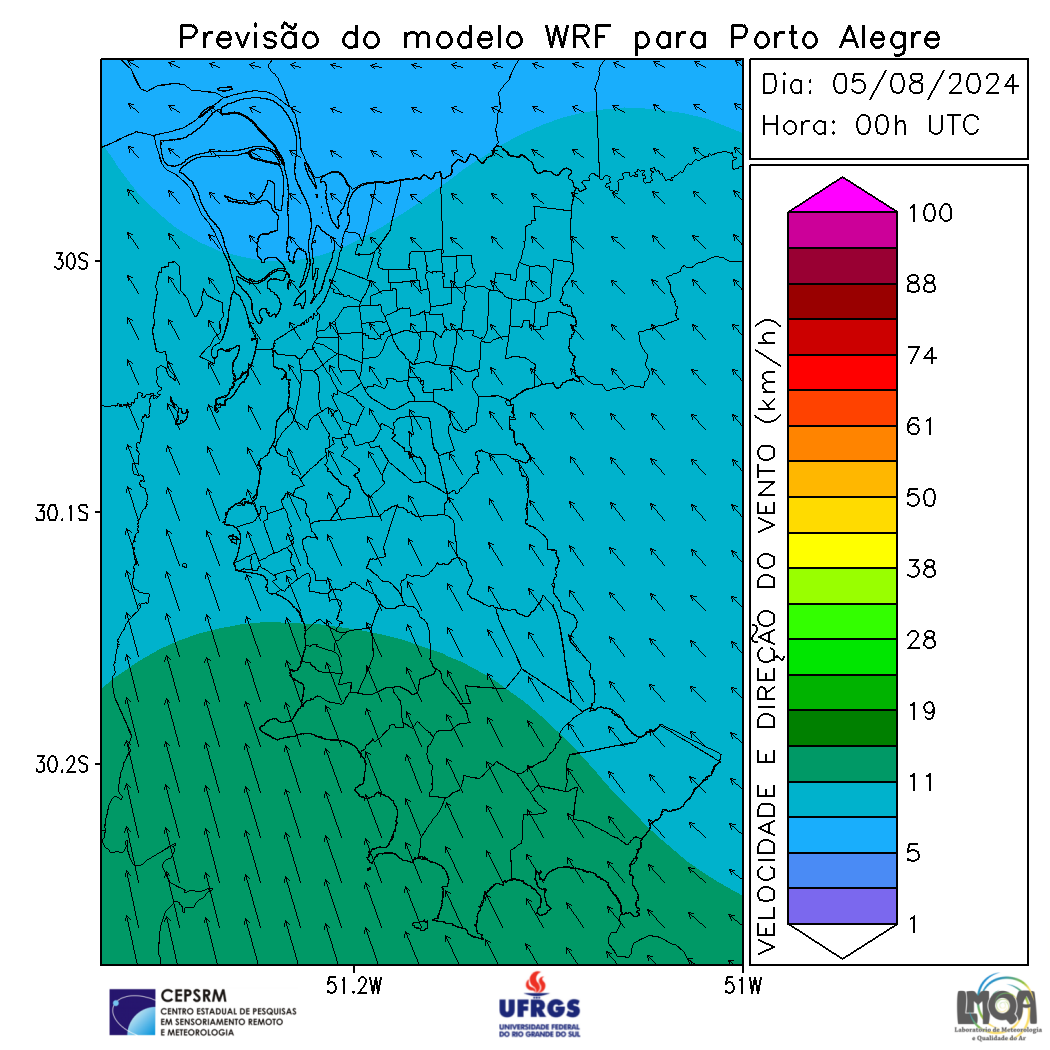 Previsão do modelo WRF para Porto Alegre
Dia: 05/08/2024
Hora: 00h UTC
30S
30.1S
30.2S
51.2W
51W
VELOCIDADE E DIREÇÃO DO VENTO (km/h)
100
88
74
61
50
38
28
19
11
5
1
CEPSRM
CENTRO ESTADUAL DE PESQUISAS
EM SENSORIAMENTO REMOTO
E METEOROLOGIA
UFRGS
UNIVERSIDADE FEDERAL
DO RIO GRANDE DO SUL
LMQA
Laboratório de Meteorologia
e Qualidade do Ar